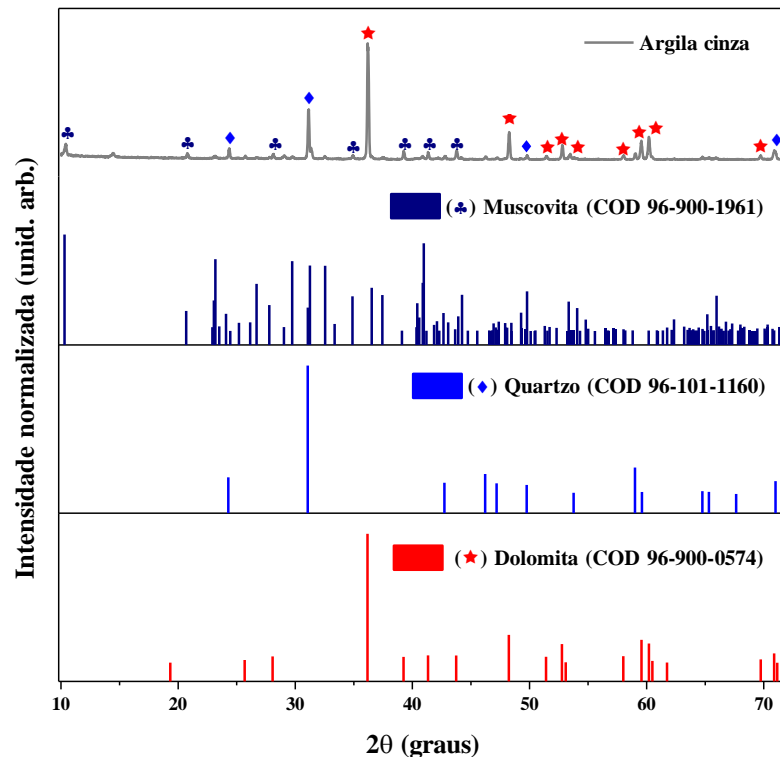 Argila cinza
(♣) Muscovita (COD 96-900-1961)
(♦) Quartzo (COD 96-101-1160)
(★) Dolomita (COD 96-900-0574)
Intensidade normalizada (unid. arb.)
10 20 30 40 50 60 70
2θ (graus)